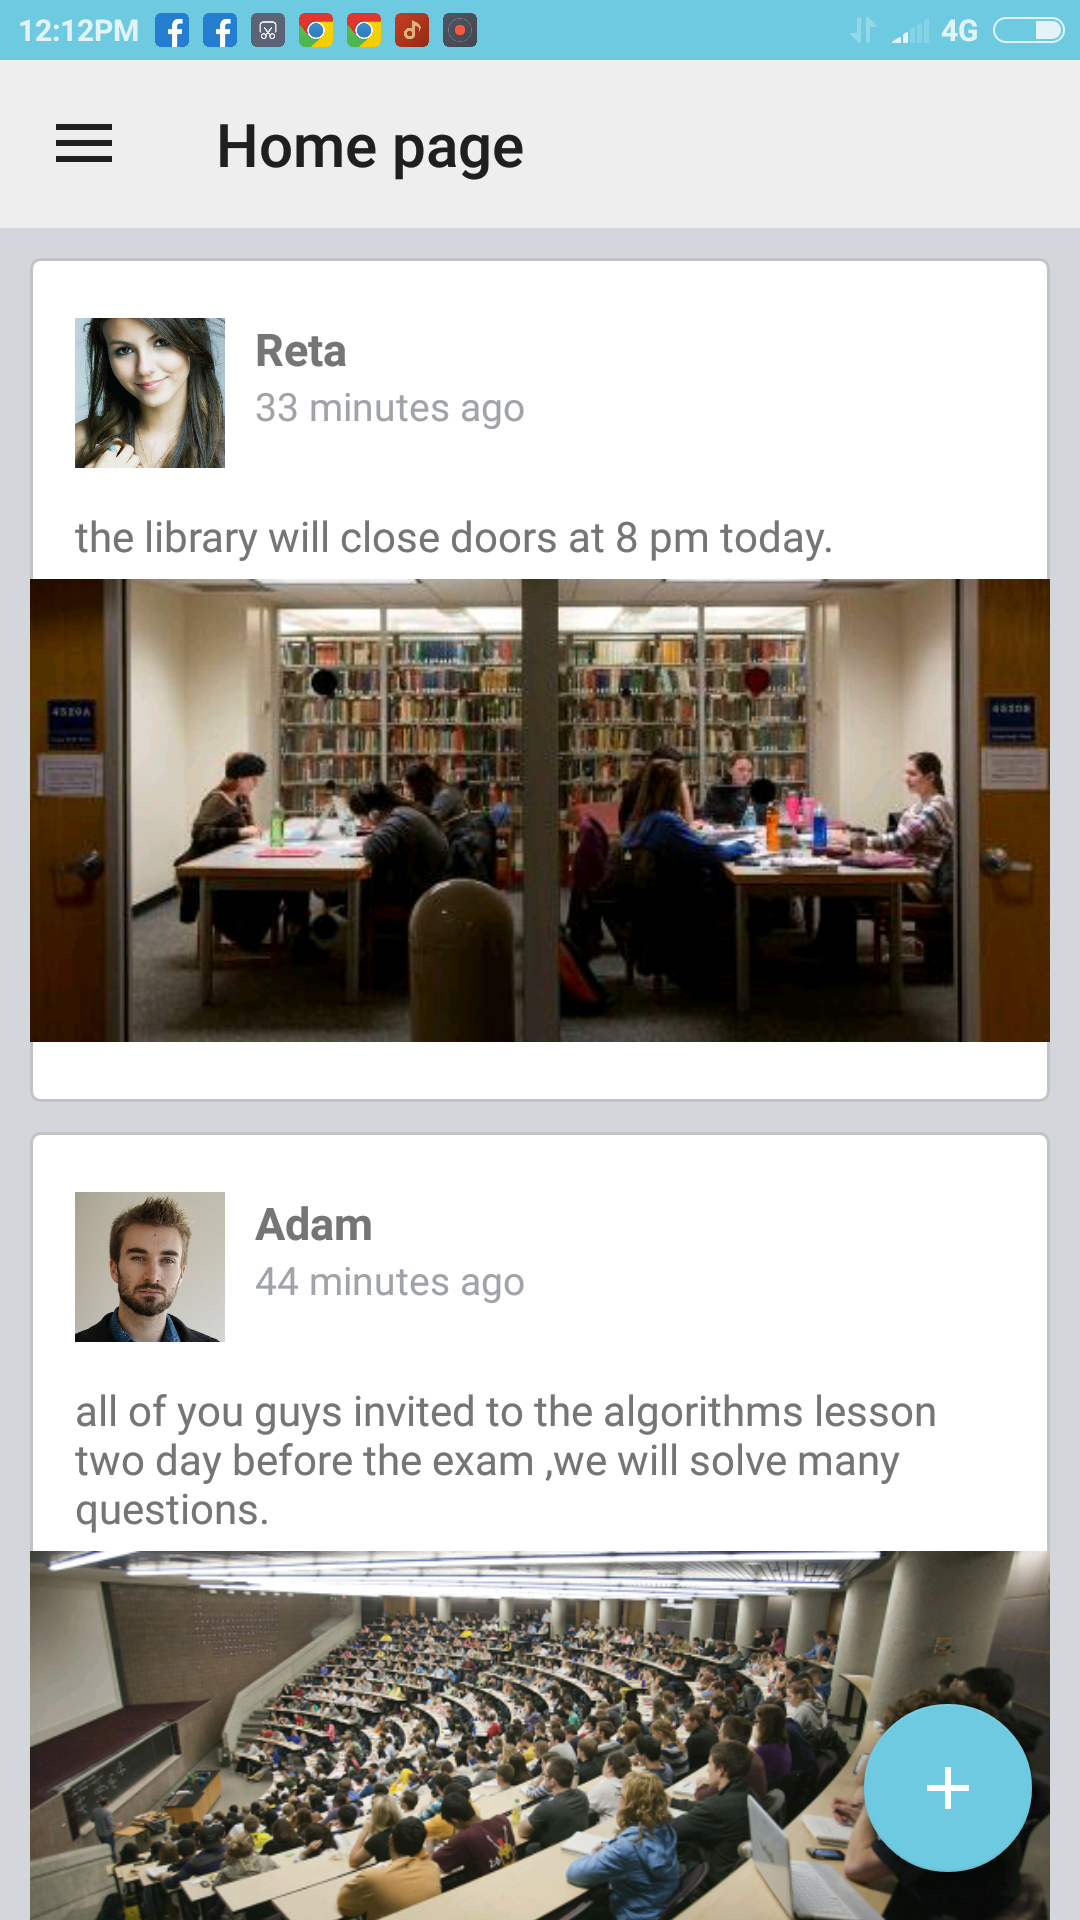 12:12PM 4G
Home page
Reta
33 minutes ago
the library will close doors at 8 pm today.
4520A
Adam
44 minutes ago
all of you guys invited to the algorithms lesson
two day before the exam ,we will solve many
questions.